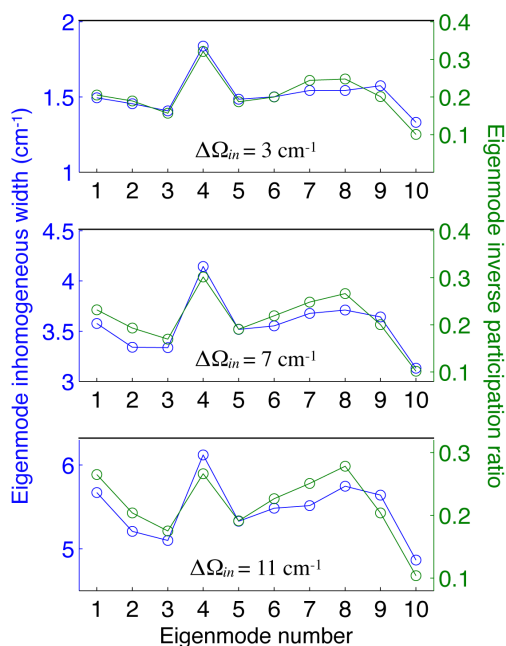 Eigenmode inhomogeneous width (cm-1)
Eigenmode inverse participation ratio
2
1.5
1
0.4
0.3
0.2
0.1
ΔΩin = 3 cm-1
1 2 3 4 5 6 7 8 9 10
4.5
4
3.5
3
0.4
0.3
0.2
0.1
ΔΩin = 7 cm-1
1 2 3 4 5 6 7 8 9 10
6
5
0.3
0.2
0.1
ΔΩin = 11 cm-1
1 2 3 4 5 6 7 8 9 10
Eigenmode number